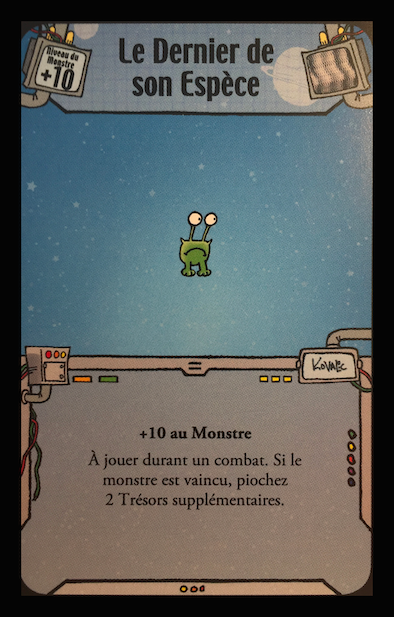 Niveau du
Monstre
+10
Le Dernier de
son Espèce
KOVALIC
+10 au Monstre
À jouer durant un combat. Si le
monstre est vaincu, piochez
2 Trésors supplémentaires.